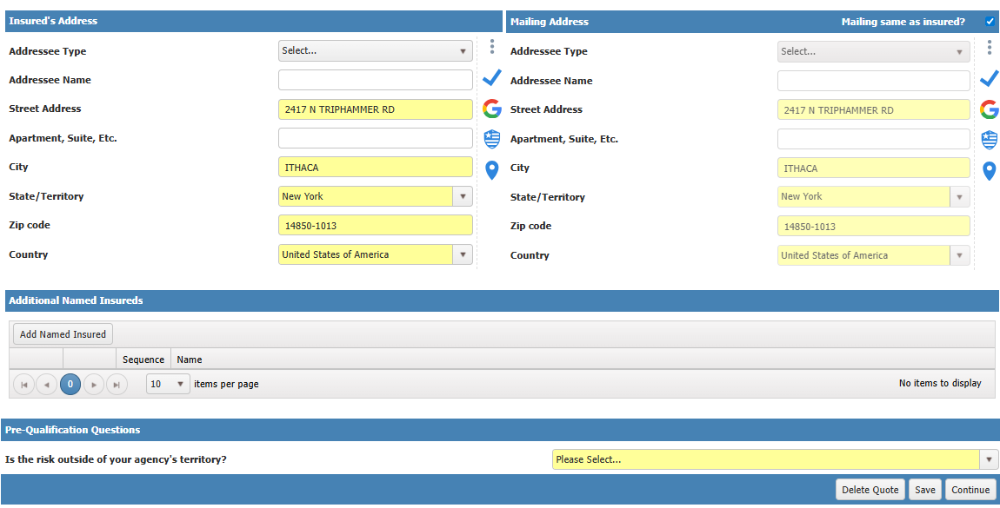 Insured's Address
Addressee Type Select...
Addressee Name
Street Address 2417 N TRIPHAMMER RD
Apartment, Suite, Etc.
City ITHACA
State/Territory New York
Zip code 14850-1013
Country United States of America
Mailing Address Mailing same as insured?
Addressee Type Select...
Addressee Name
Street Address 2417 N TRIPHAMMER RD
Apartment, Suite, Etc.
City ITHACA
State/Territory New York
Zip code 14850-1013
Country United States of America
Additional Named Insureds
Add Named Insured
Sequence Name
0 10 items per page No items to display
Pre-Qualification Questions
Is the risk outside of your agency's territory? Please Select...
Delete Quote Save Continue